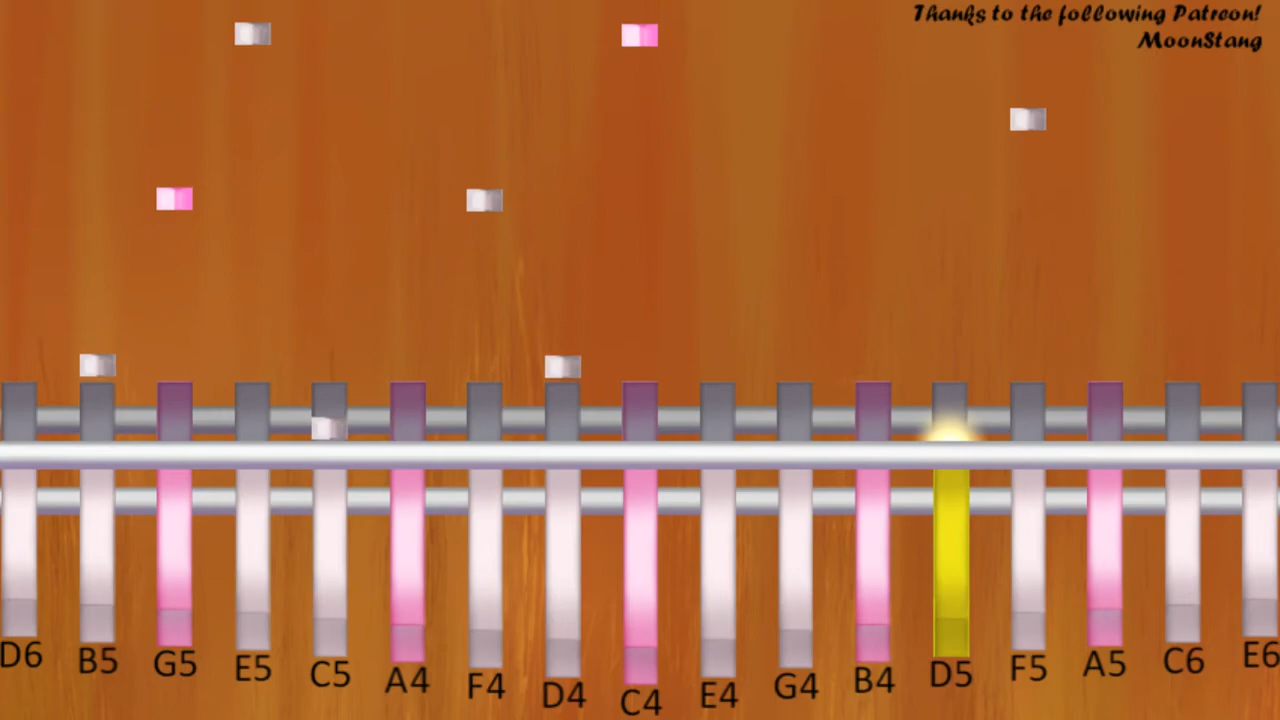 Thanks to the following Patreon!
MoonStang
D6 B5 G5 E5 C5 A4 F4 D4 C4 E4 G4 B4 D5 F5 A5 C6 E6